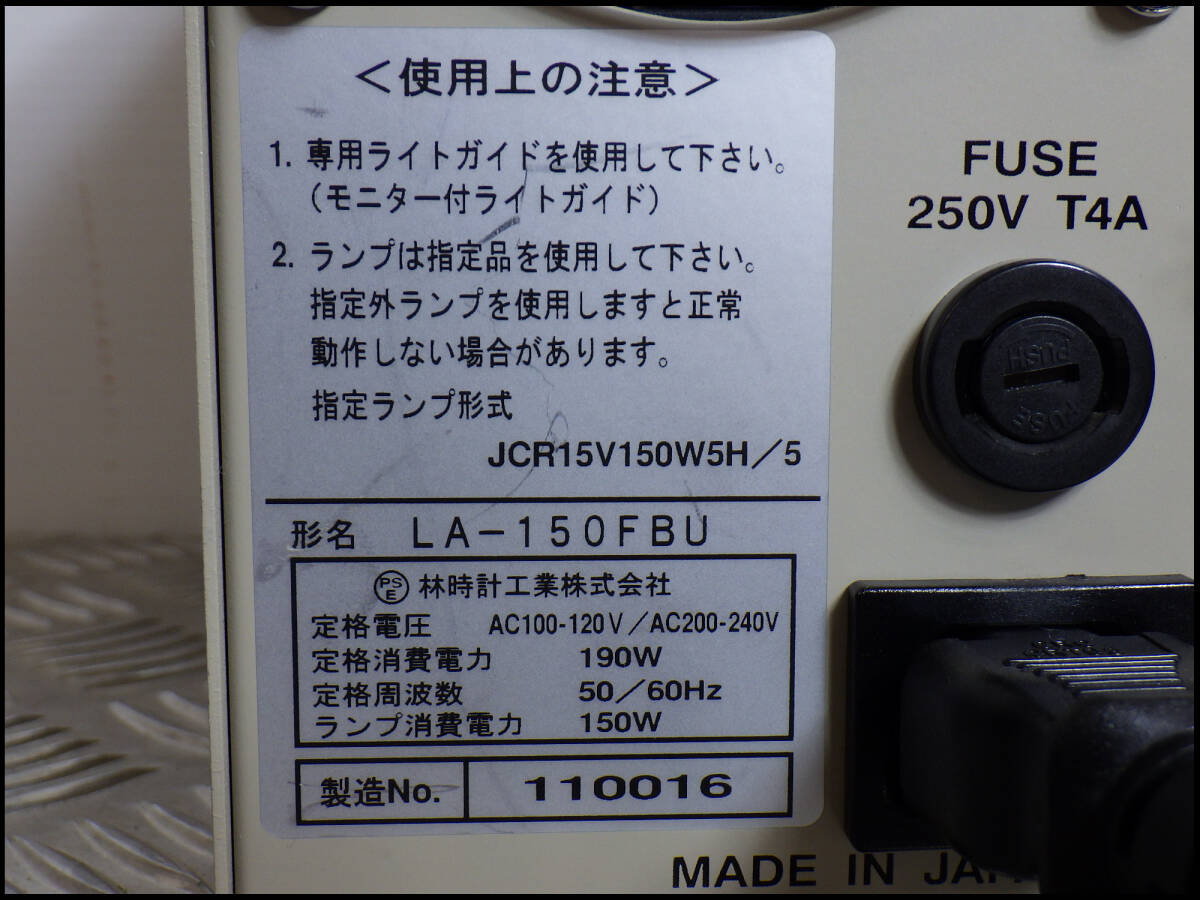 ＜使用上の注意＞
1. 専用ライトガイドを使用して下さい。
（モニター付ライトガイド）
2. ランプは指定品を使用して下さい。
指定外ランプを使用しますと正常
動作しない場合があります。
指定ランプ形式
JCR15V150W5H／5
形名 LA-150FBU
PSE 林時計工業株式会社
定格電圧 AC100-120V／AC200-240V
定格消費電力 190W
定格周波数 50／60Hz
ランプ消費電力 150W
製造No. 110016
FUSE
250V T4A
PUSH
MADE IN